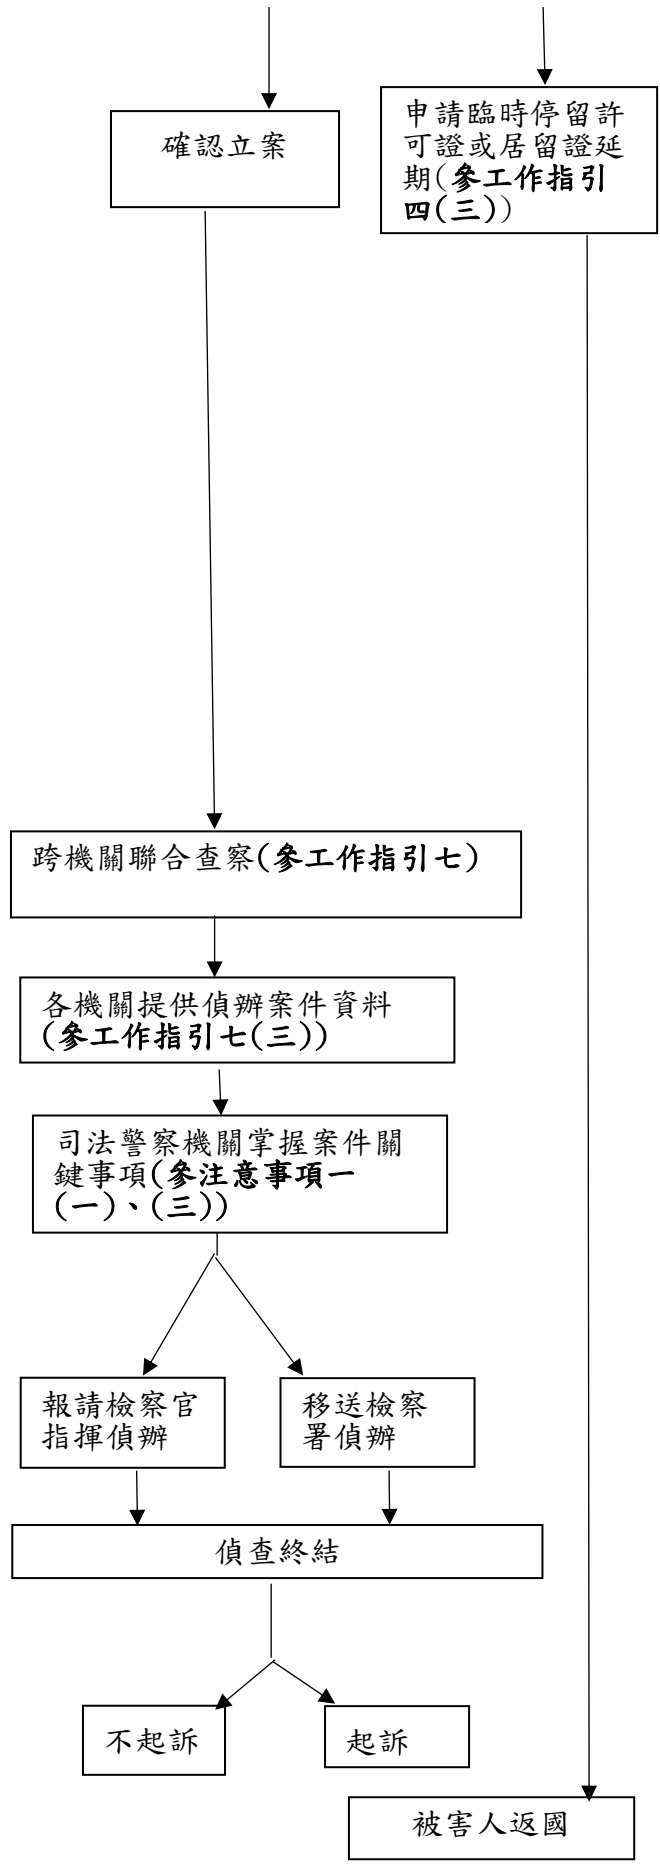 確認立案
申請臨時停留許
可證或居留證延
期(參工作指引
四(三))
跨機關聯合查察(參工作指引七)
各機關提供偵辦案件資料
(參工作指引七(三))
司法警察機關掌握案件關
鍵事項(參注意事項一
(一)、(三))
報請檢察官
指揮偵辦
移送檢察
署偵辦
偵查終結
不起訴
起訴
被害人返國